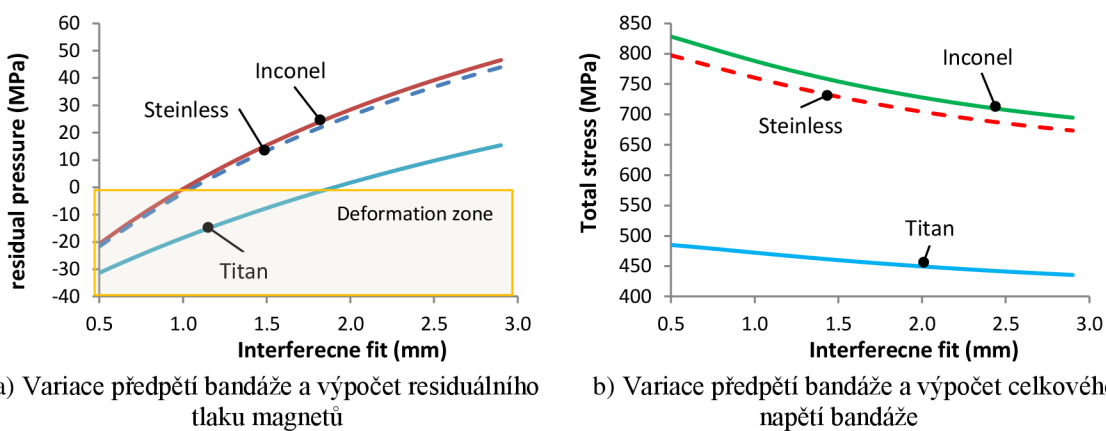 residual pressure (MPa)
60
50
40
30
20
10
0
-10
-20
-30
-40
Inconel
Steinless
Deformation zone
Titan
0.5 1.0 1.5 2.0 2.5 3.0
Interferecne fit (mm)
a) Variace předpětí bandáže a výpočet residuálního
tlaku magnetů
Total stress (MPa)
850
800
750
700
650
600
550
500
450
400
Inconel
Steinless
Titan
0.5 1.0 1.5 2.0 2.5 3.0
Interferecne fit (mm)
b) Variace předpětí bandáže a výpočet celkového
napětí bandáže